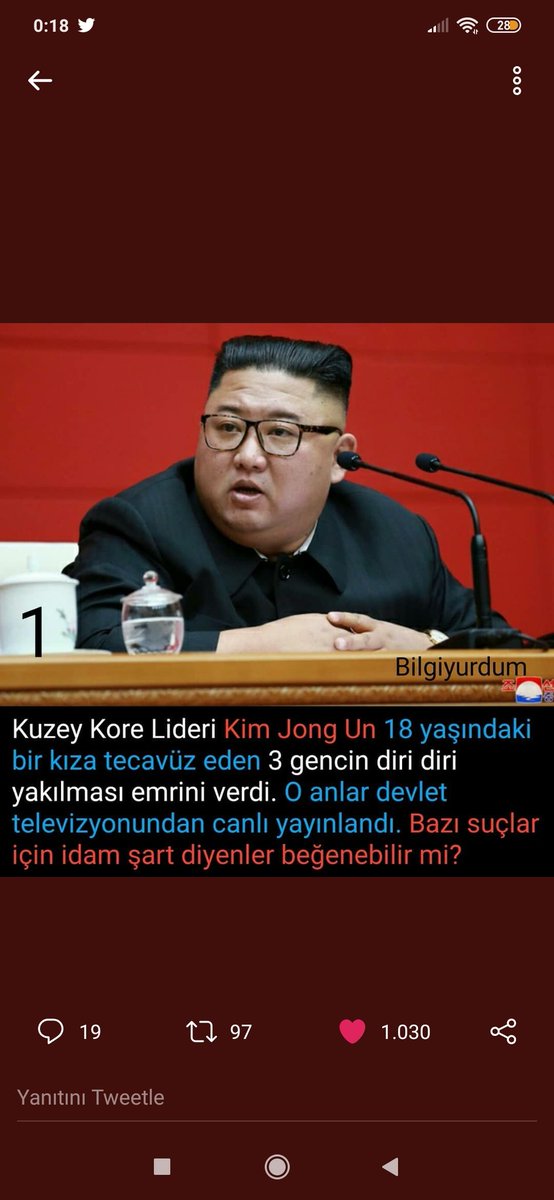 0:18
28
1
Bilgiyurdum
Kuzey Kore Lideri Kim Jong Un 18 yaşındaki
bir kıza tecavüz eden 3 gencin diri diri
yakılması emrini verdi. O anlar devlet
televizyonundan canlı yayınlandı. Bazı suçlar
için idam şart diyenler beğenebilir mi?
19
97
1.030
Yanıtını Tweetle